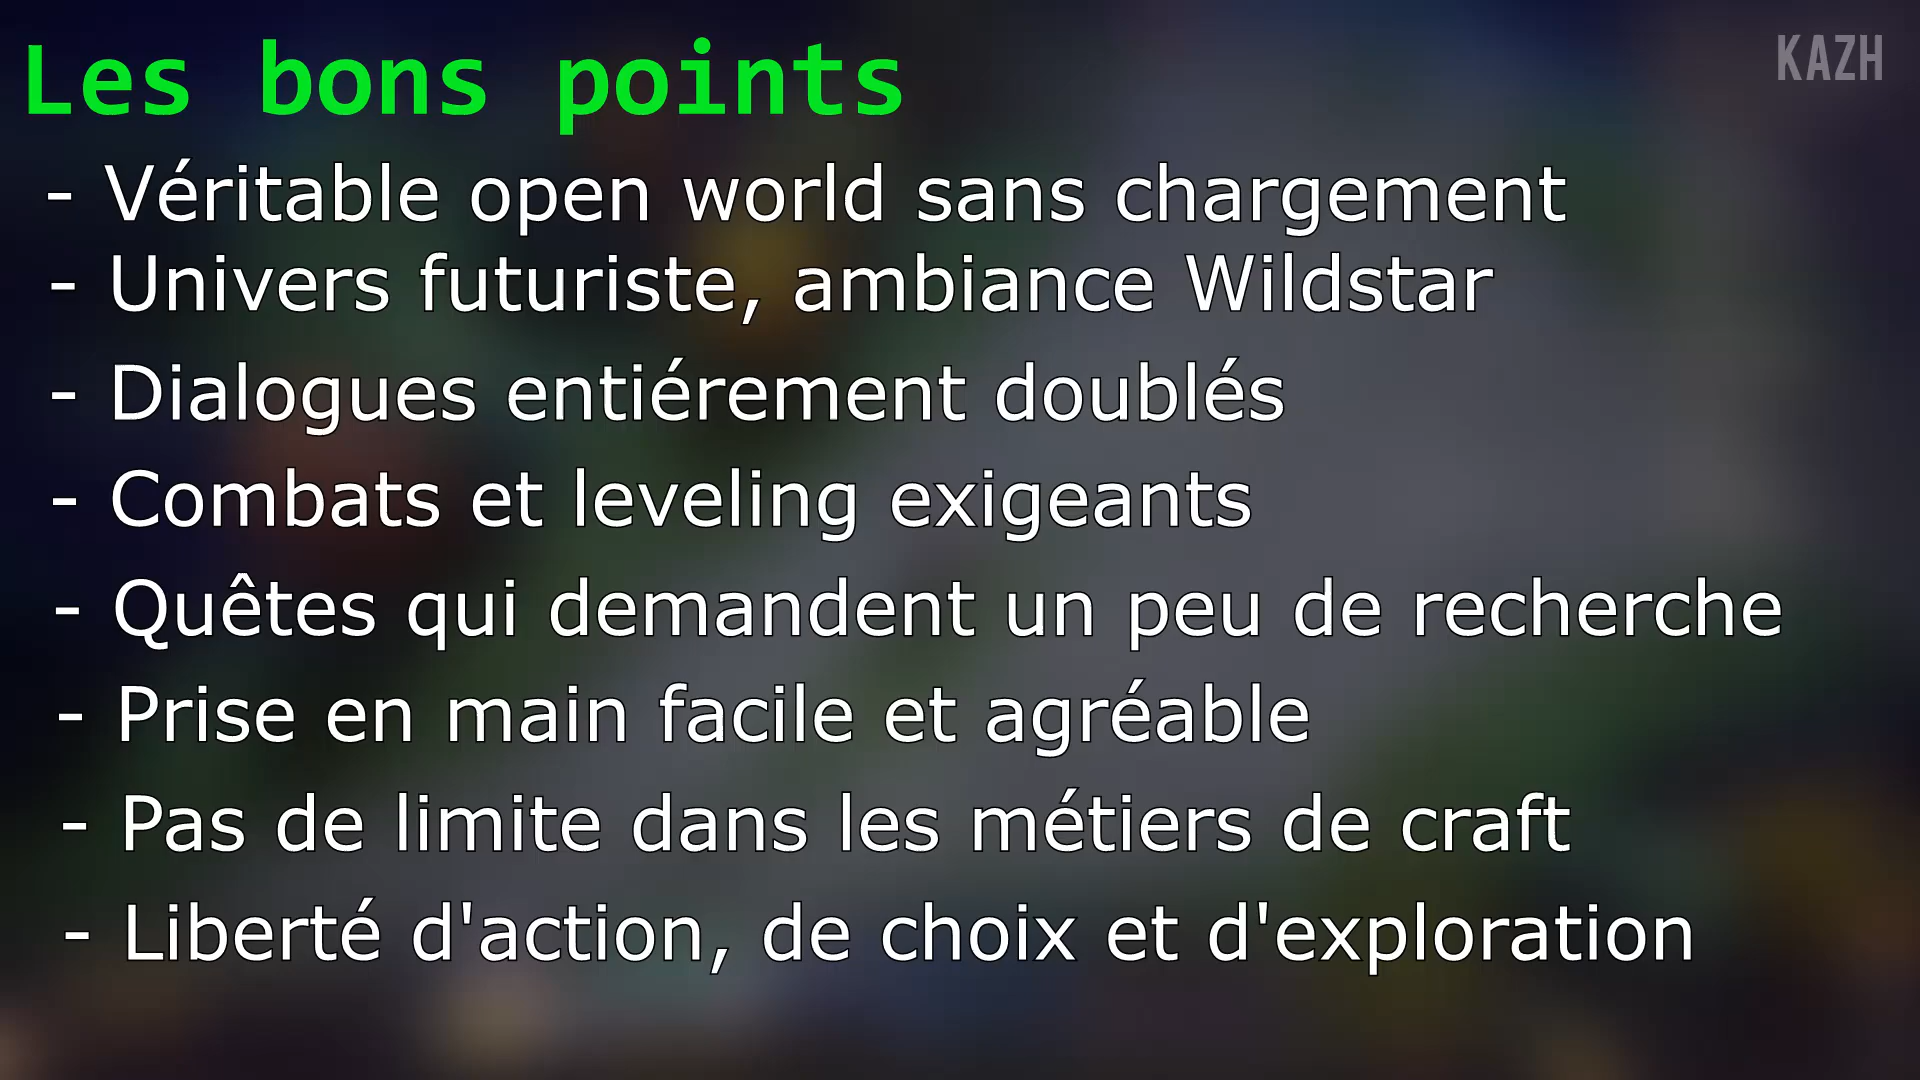 Les bons points
KAZH
- Véritable open world sans chargement
- Univers futuriste, ambiance Wildstar
- Dialogues entiérement doublés
- Combats et leveling exigeants
- Quêtes qui demandent un peu de recherche
- Prise en main facile et agréable
- Pas de limite dans les métiers de craft
- Liberté d'action, de choix et d'exploration